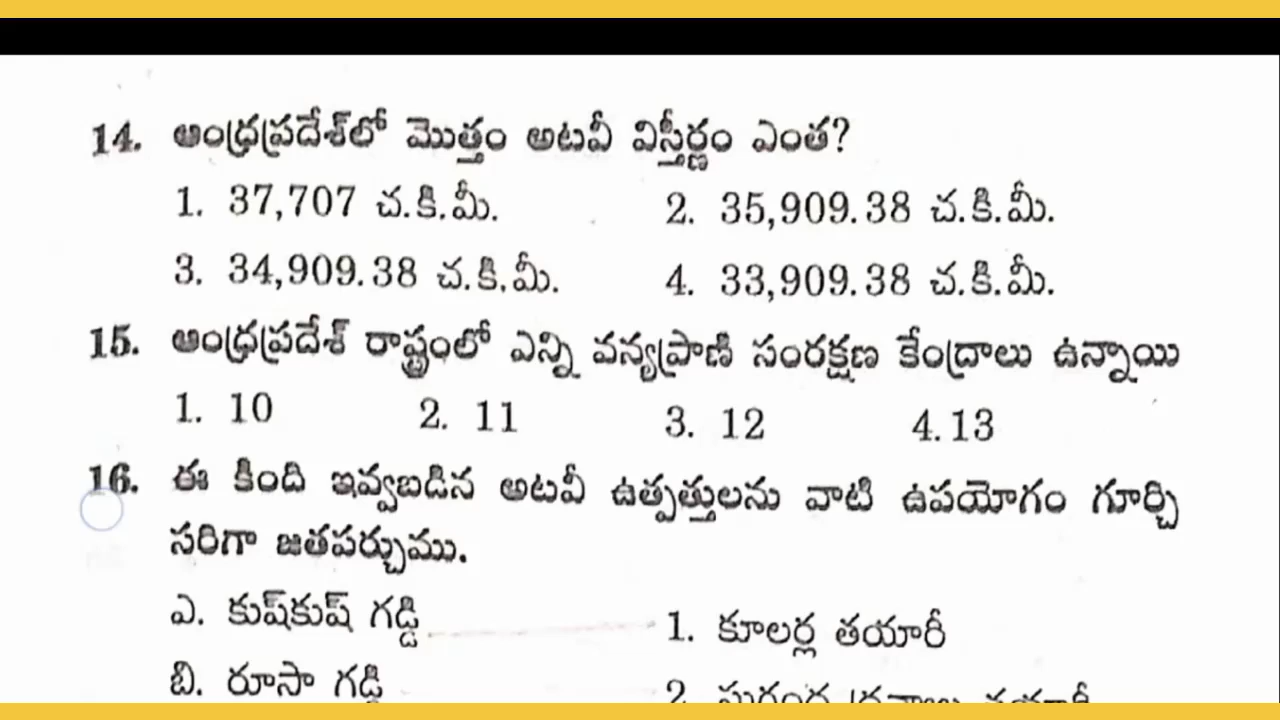 14. ఆంధ్రప్రదేశ్‌లో మొత్తం అటవీ విస్తీర్ణం ఎంత?
1. 37,707 చ.కి.మీ. 2. 35,909.38 చ.కి.మీ.
3. 34,909.38 చ.కి.మీ. 4. 33,909.38 చ.కి.మీ.
15. ఆంధ్రప్రదేశ్ రాష్ట్రంలో ఎన్ని వన్యప్రాణి సంరక్షణ కేంద్రాలు ఉన్నాయి
1. 10 2. 11 3. 12 4.13
16. ఈ కింది ఇవ్వబడిన అటవీ ఉత్పత్తులను వాటి ఉపయోగం గూర్చి
సరిగా జతపర్చుము.
ఎ. కుష్‌కుష్ గడ్డి 1. కూలర్ల తయారీ
బి. రూసా గడ్డి 2.